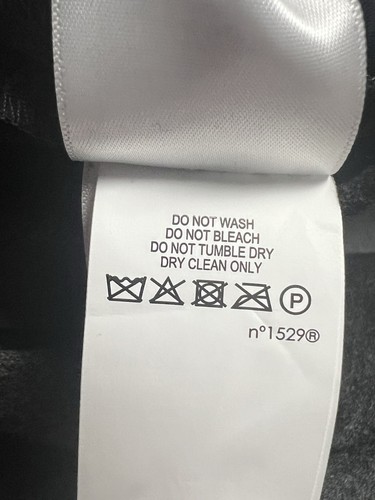 DO NOT WASH
DO NOT BLEACH
DO NOT TUMBLE DRY
DRY CLEAN ONLY
P
n°1529®